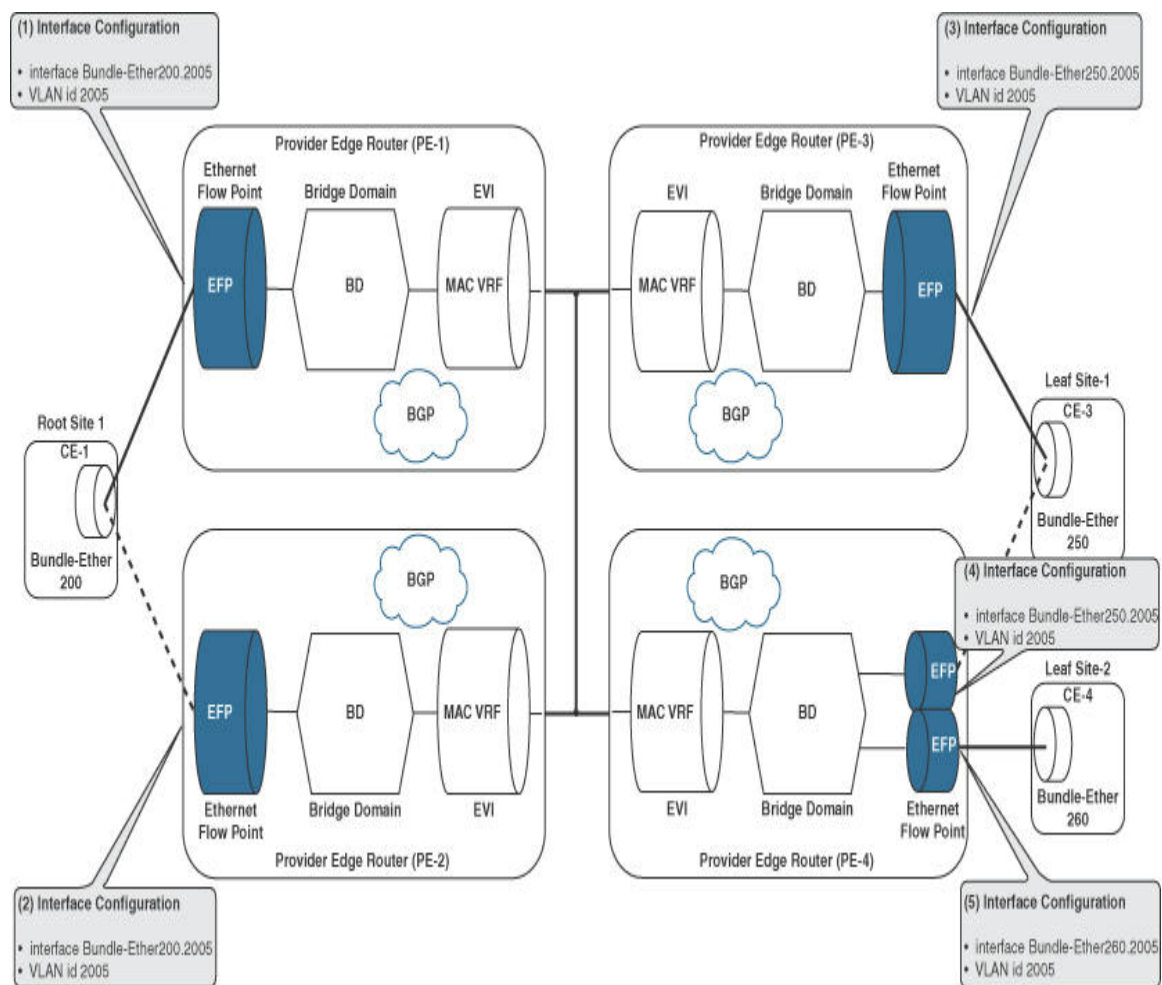 (1) Interface Configuration
• interface Bundle-Ether200.2005
• VLAN id 2005
(3) Interface Configuration
• interface Bundle-Ether250.2005
• VLAN id 2005
Provider Edge Router (PE-1)
Ethernet
Flow Point
Bridge Domain
EVI
EFP
BD
MAC VRF
BGP
Provider Edge Router (PE-3)
EVI
Bridge Domain
Ethernet
Flow Point
MAC VRF
BD
EFP
BGP
Root Site 1
CE-1
Bundle-Ether
200
Leaf Site-1
CE-3
Bundle-Ether
250
BGP
EFP
BD
MAC VRF
Ethernet
Flow Point
Bridge Domain
EVI
Provider Edge Router (PE-2)
BGP
MAC VRF
BD
EFP
EFP
EVI
Bridge Domain
Ethernet
Flow Point
Provider Edge Router (PE-4)
(4) Interface Configuration
• interface Bundle-Ether250.2005
• VLAN id 2005
Leaf Site-2
CE-4
Bundle-Ether
260
(2) Interface Configuration
• interface Bundle-Ether200.2005
• VLAN id 2005
(5) Interface Configuration
• interface Bundle-Ether260.2005
• VLAN id 2005